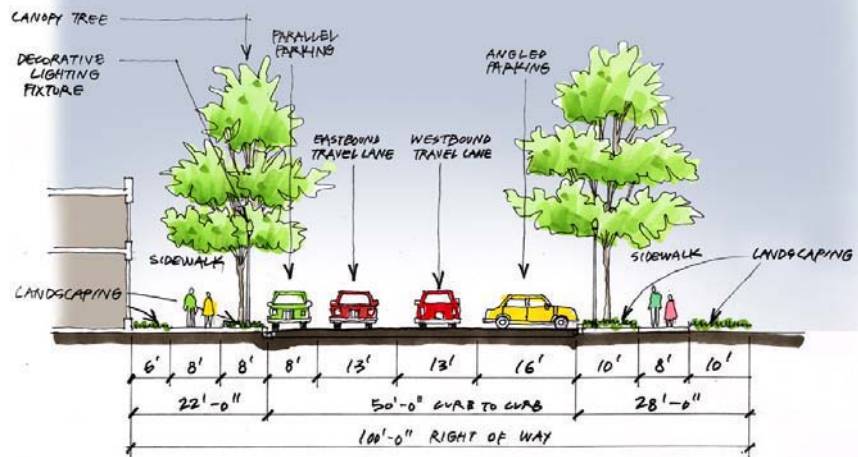 CANOPY TREE
DECORATIVE
LIGHTING
FIXTURE
PARALLEL
PARKING
ANGLED
PARKING
EASTBOUND
TRAVEL LANE
WESTBOUND
TRAVEL LANE
SIDEWALK
SIDEWALK
LANDSCAPING
LANDSCAPING
6' 8' 8' 8' 13' 13' 16' 10' 8' 10'
22'-0" 50'-0" CURB TO CURB 28'-0"
100'-0" RIGHT OF WAY